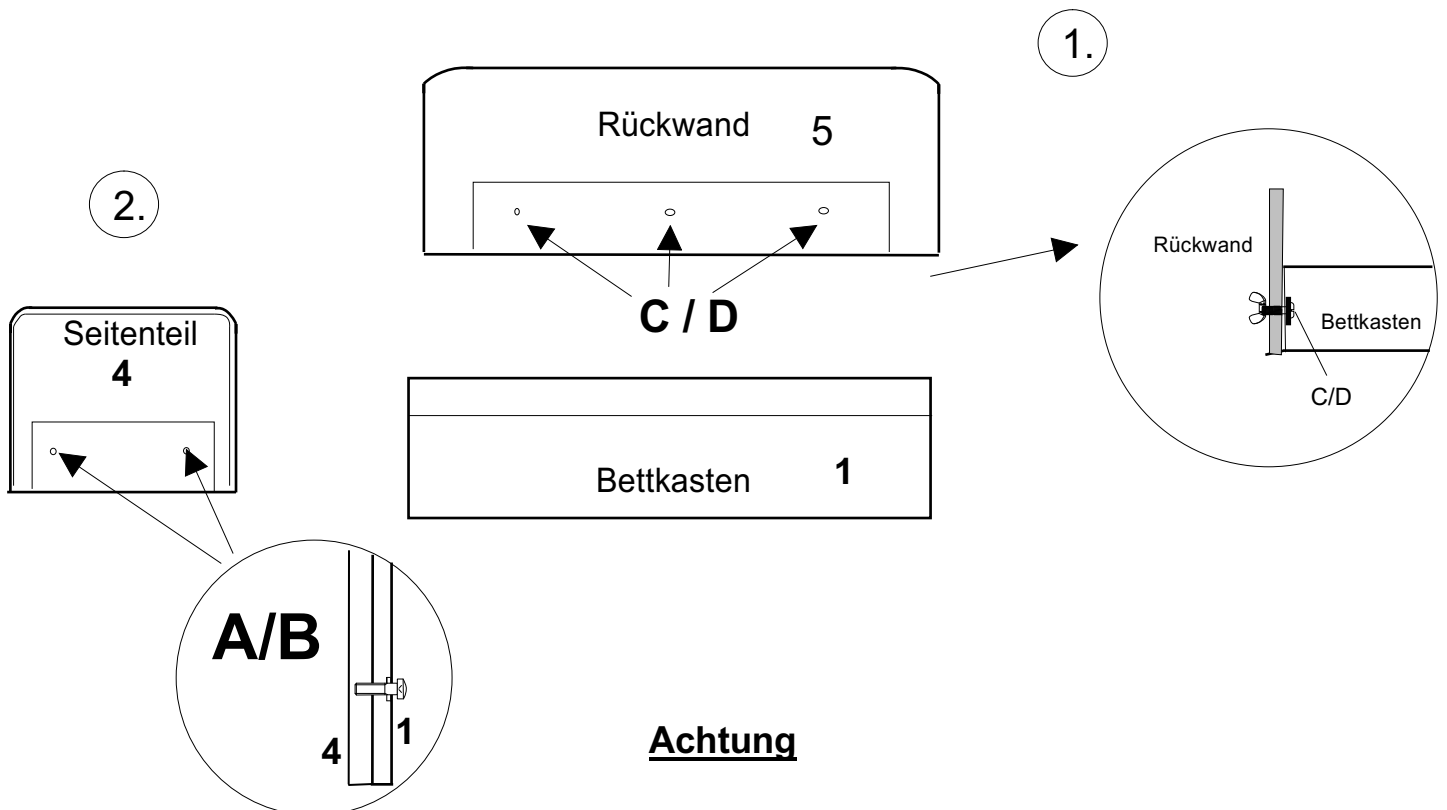 1.
Rückwand 5
2.
C / D
Rückwand
Bettkasten
C/D
Seitenteil
4
Bettkasten 1
A/B
4
1
Achtung